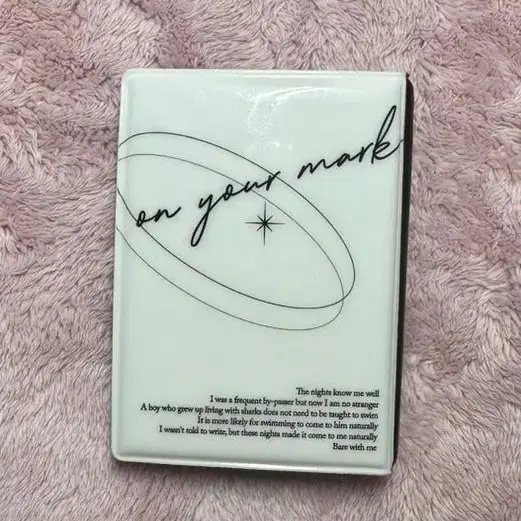 on your mark
The nights know me well
I was a frequent by-passer but now I am no stranger
A boy who grew up living with sharks does not need to be taught to swim
It is more likely for swimming to come to him naturally
I wasn't told to write, but these nights made it come to me naturally
Bare with me